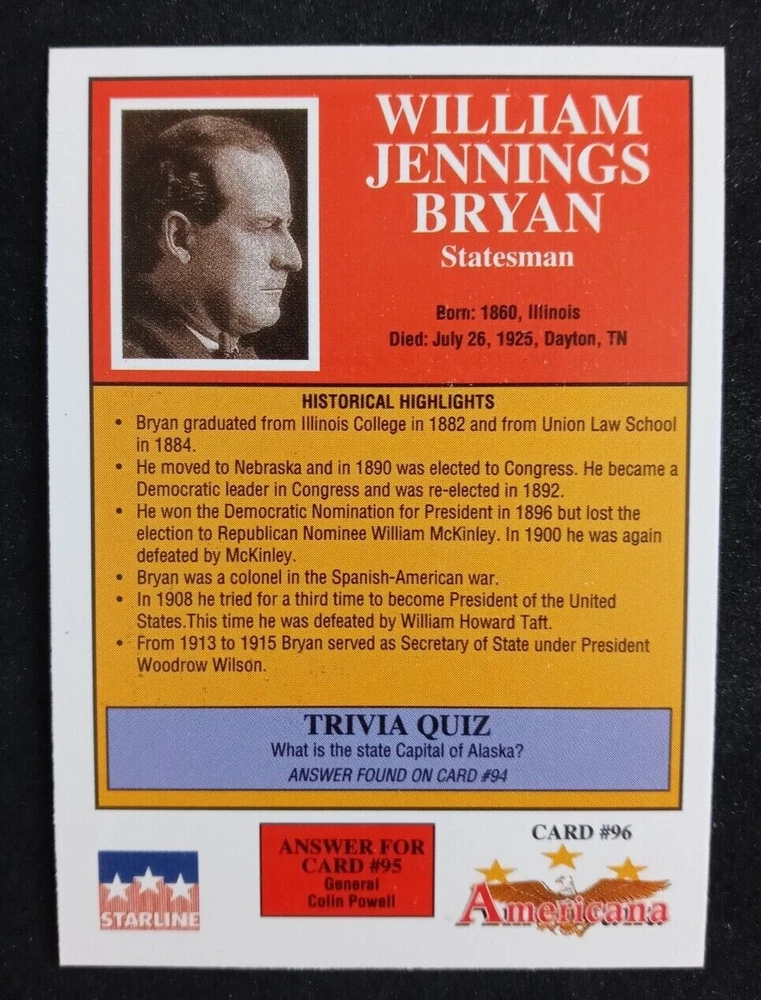 WILLIAM
JENNINGS
BRYAN
Statesman
Born: 1860, Illinois
Died: July 26, 1925, Dayton, TN
HISTORICAL HIGHLIGHTS
• Bryan graduated from Illinois College in 1882 and from Union Law School
in 1884.
• He moved to Nebraska and in 1890 was elected to Congress. He became a
Democratic leader in Congress and was re-elected in 1892.
• He won the Democratic Nomination for President in 1896 but lost the
election to Republican Nominee William McKinley. In 1900 he was again
defeated by McKinley.
• Bryan was a colonel in the Spanish-American war.
• In 1908 he tried for a third time to become President of the United
States.This time he was defeated by William Howard Taft.
• From 1913 to 1915 Bryan served as Secretary of State under President
Woodrow Wilson.
TRIVIA QUIZ
What is the state Capital of Alaska?
ANSWER FOUND ON CARD #94
STARLINE
ANSWER FOR
CARD #95
General
Colin Powell
CARD #96
Americana